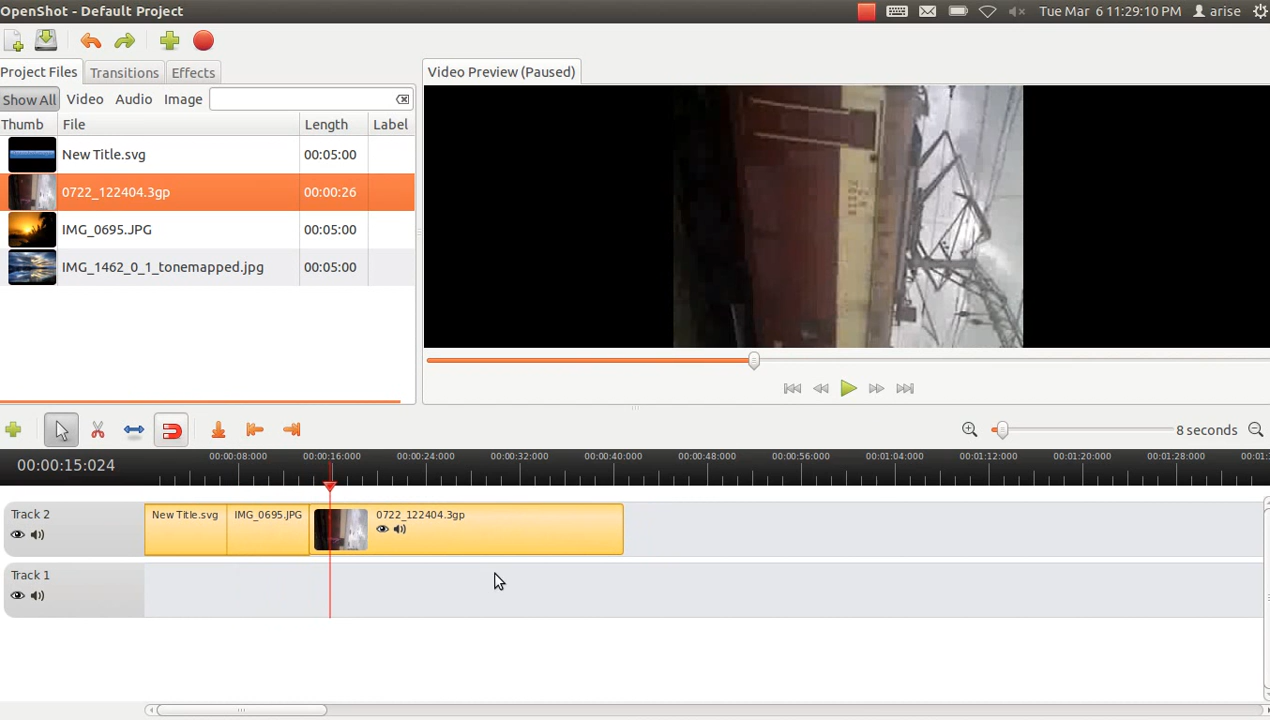 OpenShot - Default Project
Tue Mar 6 11:29:10 PM
arise
Project Files
Transitions
Effects
Video Preview (Paused)
Show All
Video
Audio
Image
Thumb
File
Length
Label
New Title.svg
00:05:00
0722_122404.3gp
00:00:26
IMG_0695.JPG
00:05:00
IMG_1462_0_1_tonemapped.jpg
00:05:00
8 seconds
00:00:15:024
00:00:08:000
00:00:16:000
00:00:24:000
00:00:32:000
00:00:40:000
00:00:48:000
00:00:56:000
00:01:04:000
00:01:12:000
00:01:20:000
00:01:28:000
Track 2
New Title.svg
IMG_0695.JPG
0722_122404.3gp
Track 1